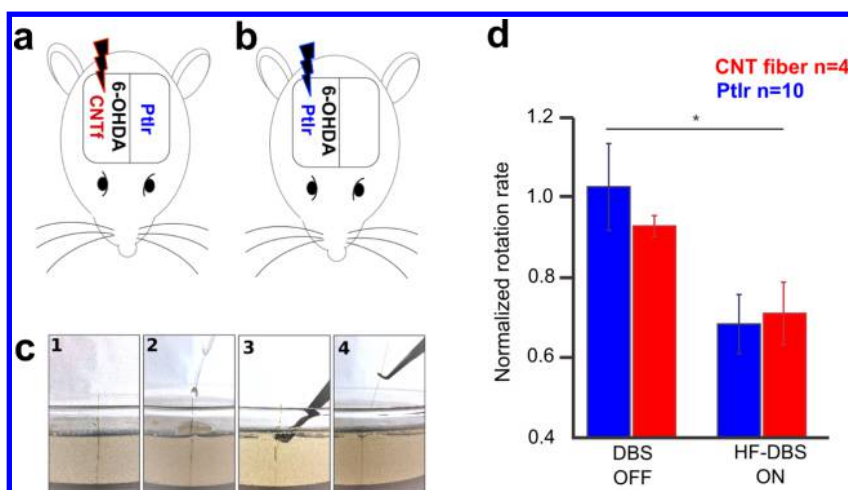 a
CNTf
6-OHDA
PtIr
b
PtIr
6-OHDA
c
1
2
3
4
d
CNT fiber n=4
PtIr n=10
*
Normalized rotation rate
1.2
1.0
0.8
0.6
0.4
DBS
OFF
HF-DBS
ON